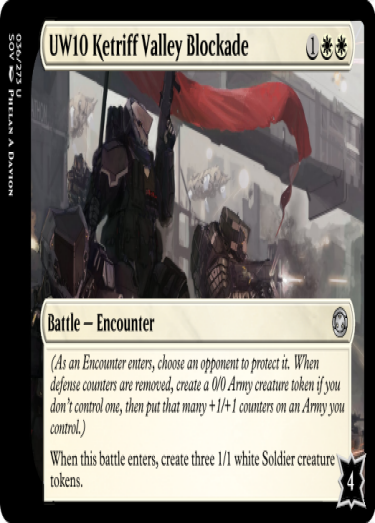 UW10 Ketriff Valley Blockade 1
036/273 U
SOV PHELAN A DAVION
Battle – Encounter
(As an Encounter enters, choose an opponent to protect it. When
defense counters are removed, create a 0/0 Army creature token if you
don't control one, then put that many +1/+1 counters on an Army you
control.)
When this battle enters, create three 1/1 white Soldier creature
tokens.
4